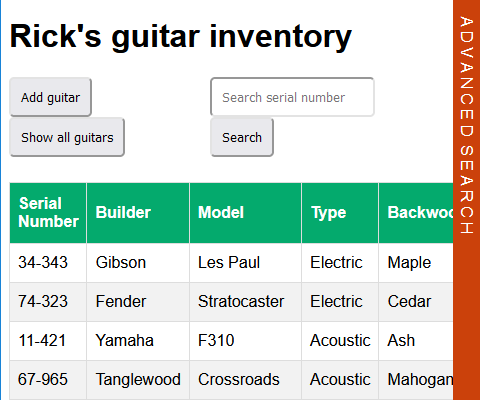 Rick's guitar inventory
Add guitar
Search serial number
Show all guitars
Search
Serial Number Builder Model Type Backwoo
34-343 Gibson Les Paul Electric Maple
74-323 Fender Stratocaster Electric Cedar
11-421 Yamaha F310 Acoustic Ash
67-965 Tanglewood Crossroads Acoustic Mahogan
ADVANCED SEARCH